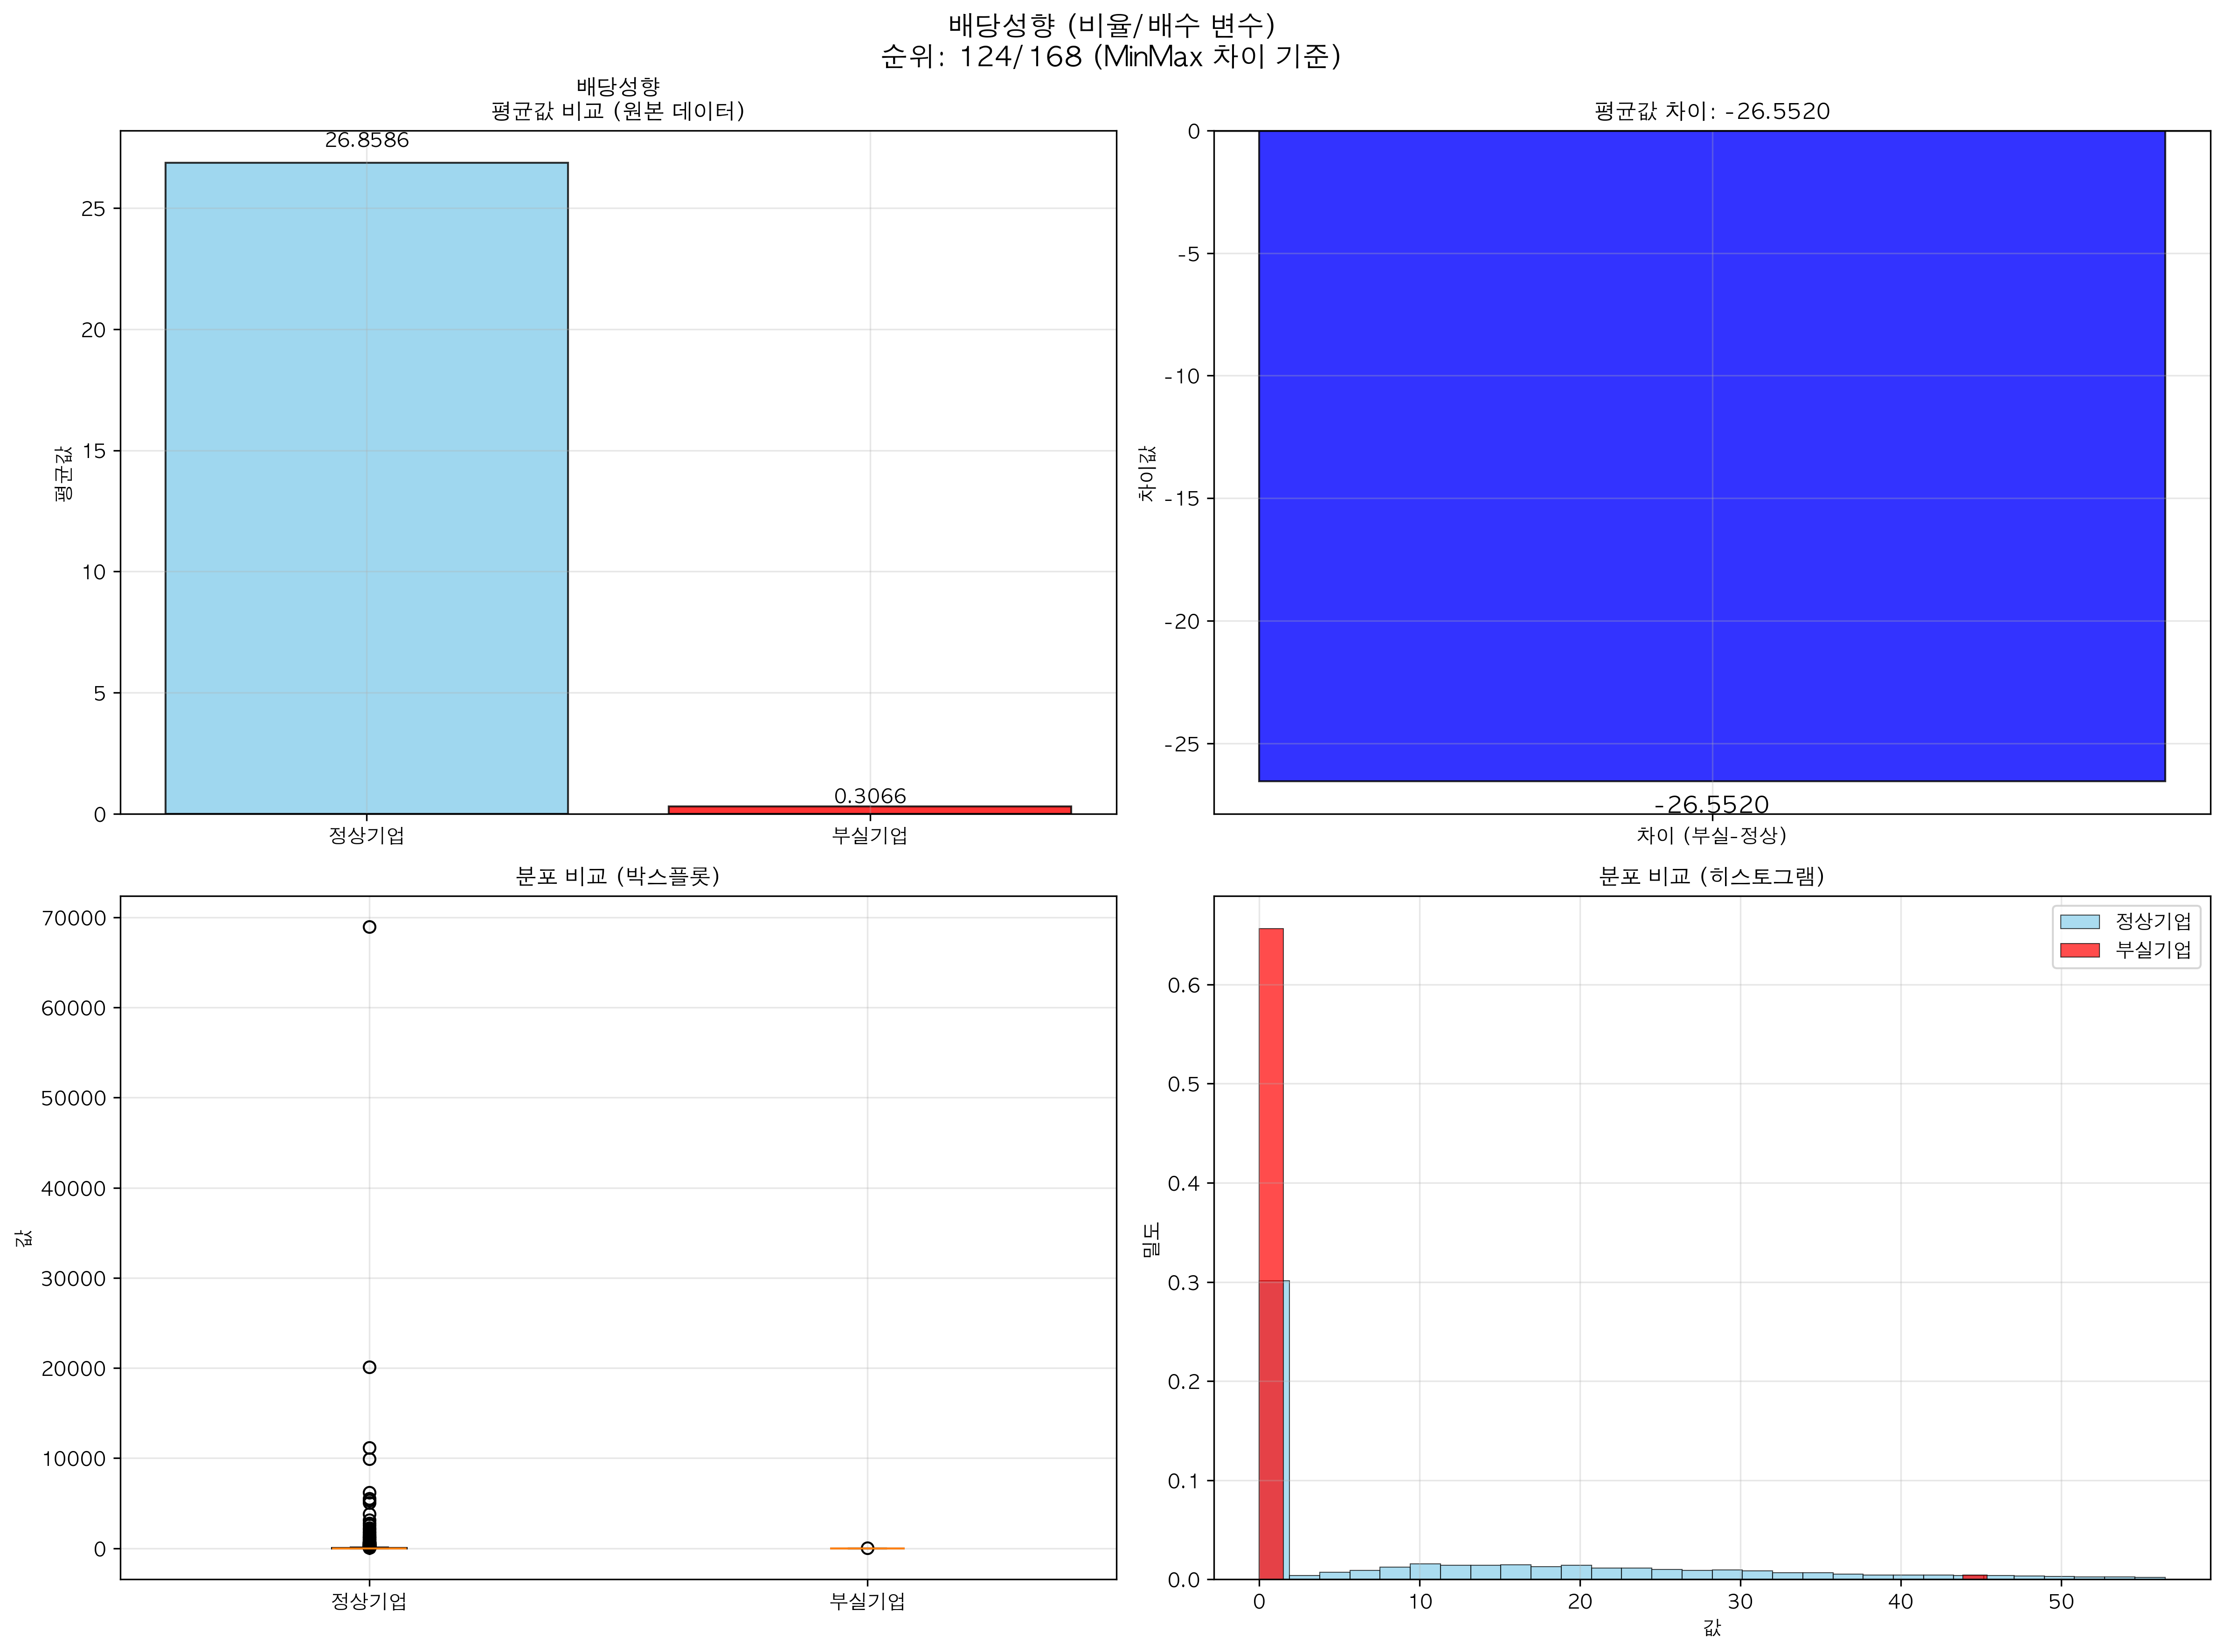 배당성향 (비율/배수 변수)
순위: 124/168 (MinMax 차이 기준)
배당성향
평균값 비교 (원본 데이터)
26.8586
25
20
15
10
5
0
평균값
0.3066
정상기업
부실기업
평균값 차이: -26.5520
0
-5
-10
-15
-20
-25
차이값
-26.5520
차이 (부실-정상)
분포 비교 (박스플롯)
70000
60000
50000
40000
30000
20000
10000
0
값
정상기업
부실기업
분포 비교 (히스토그램)
정상기업
부실기업
0.6
0.5
0.4
0.3
0.2
0.1
0.0
밀도
0
10
20
30
40
50
값